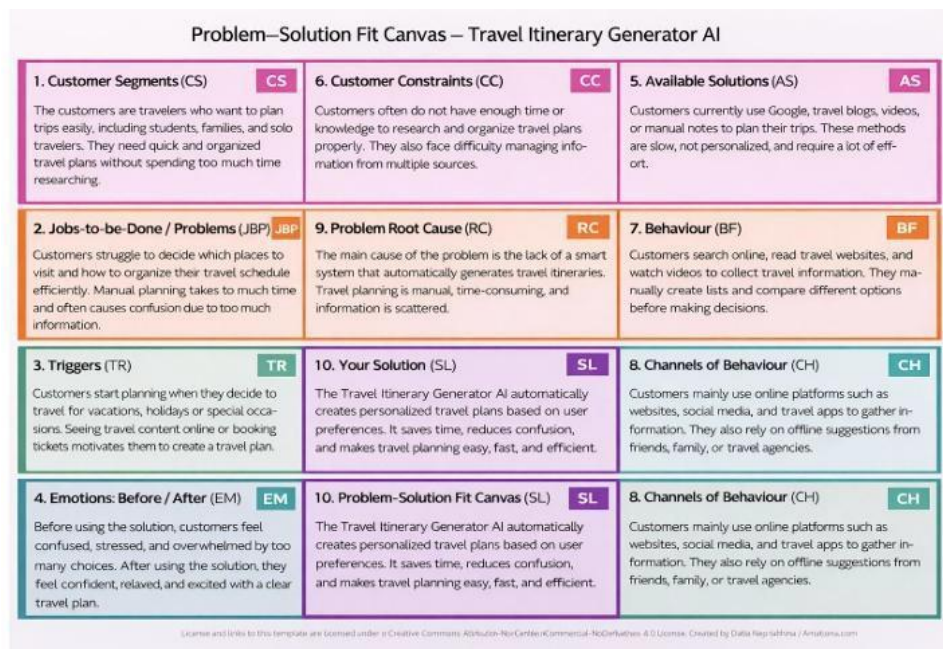 Problem–Solution Fit Canvas – Travel Itinerary Generator AI
1. Customer Segments (CS)
CS
The customers are travelers who want to plan
trips easily, including students, families, and solo
travelers. They need quick and organized
travel plans without spending too much time
researching.
6. Customer Constraints (CC)
CC
Customers often do not have enough time or
knowledge to research and organize travel plans
properly. They also face difficulty managing info-
mation from multiple sources.
5. Available Solutions (AS)
AS
Customers currently use Google, travel blogs, videos,
or manual notes to plan their trips. These methods
are slow, not personalized, and require a lot of eff-
ort.
2. Jobs-to-be-Done / Problems (JBP)
JBP
Customers struggle to decide which places to
visit and how to organize their travel schedule
efficiently. Manual planning takes to much time
and often causes confusion due to too much
information.
9. Problem Root Cause (RC)
RC
The main cause of the problem is the lack of a smart
system that automatically generates travel itineraries.
Travel planning is manual, time-consuming, and
information is scattered.
7. Behaviour (BF)
BF
Customers search online, read travel websites, and
watch videos to collect travel information. They ma-
nually create lists and compare different options
before making decisions.
3. Triggers (TR)
TR
Customers start planning when they decide to
travel for vacations, holidays or special occa-
sions. Seeing travel content online or booking
tickets motivates them to create a travel plan.
10. Your Solution (SL)
SL
The Travel Itinerary Generator AI automatically
creates personalized travel plans based on user
preferences. It saves time, reduces confusion,
and makes travel planning easy, fast, and efficient.
8. Channels of Behaviour (CH)
CH
Customers mainly use online platforms such as
websites, social media, and travel apps to gather in-
formation. They also rely on offline suggestions from
friends, family, or travel agencies.
4. Emotions: Before / After (EM)
EM
Before using the solution, customers feel
confused, stressed, and overwhelmed by too
many choices. After using the solution, they
feel confident, relaxed, and excited with a clear
travel plan.
10. Problem-Solution Fit Canvas (SL)
SL
The Travel Itinerary Generator AI automatically
creates personalized travel plans based on user
preferences. It saves time, reduces confusion,
and makes travel planning easy, fast, and efficient.
8. Channels of Behaviour (CH)
CH
Customers mainly use online platforms such as
websites, social media, and travel apps to gather in-
formation. They also rely on offline suggestions from
friends, family, or travel agencies.
License and links to this template are licensed under a Creative Commons License. Created by